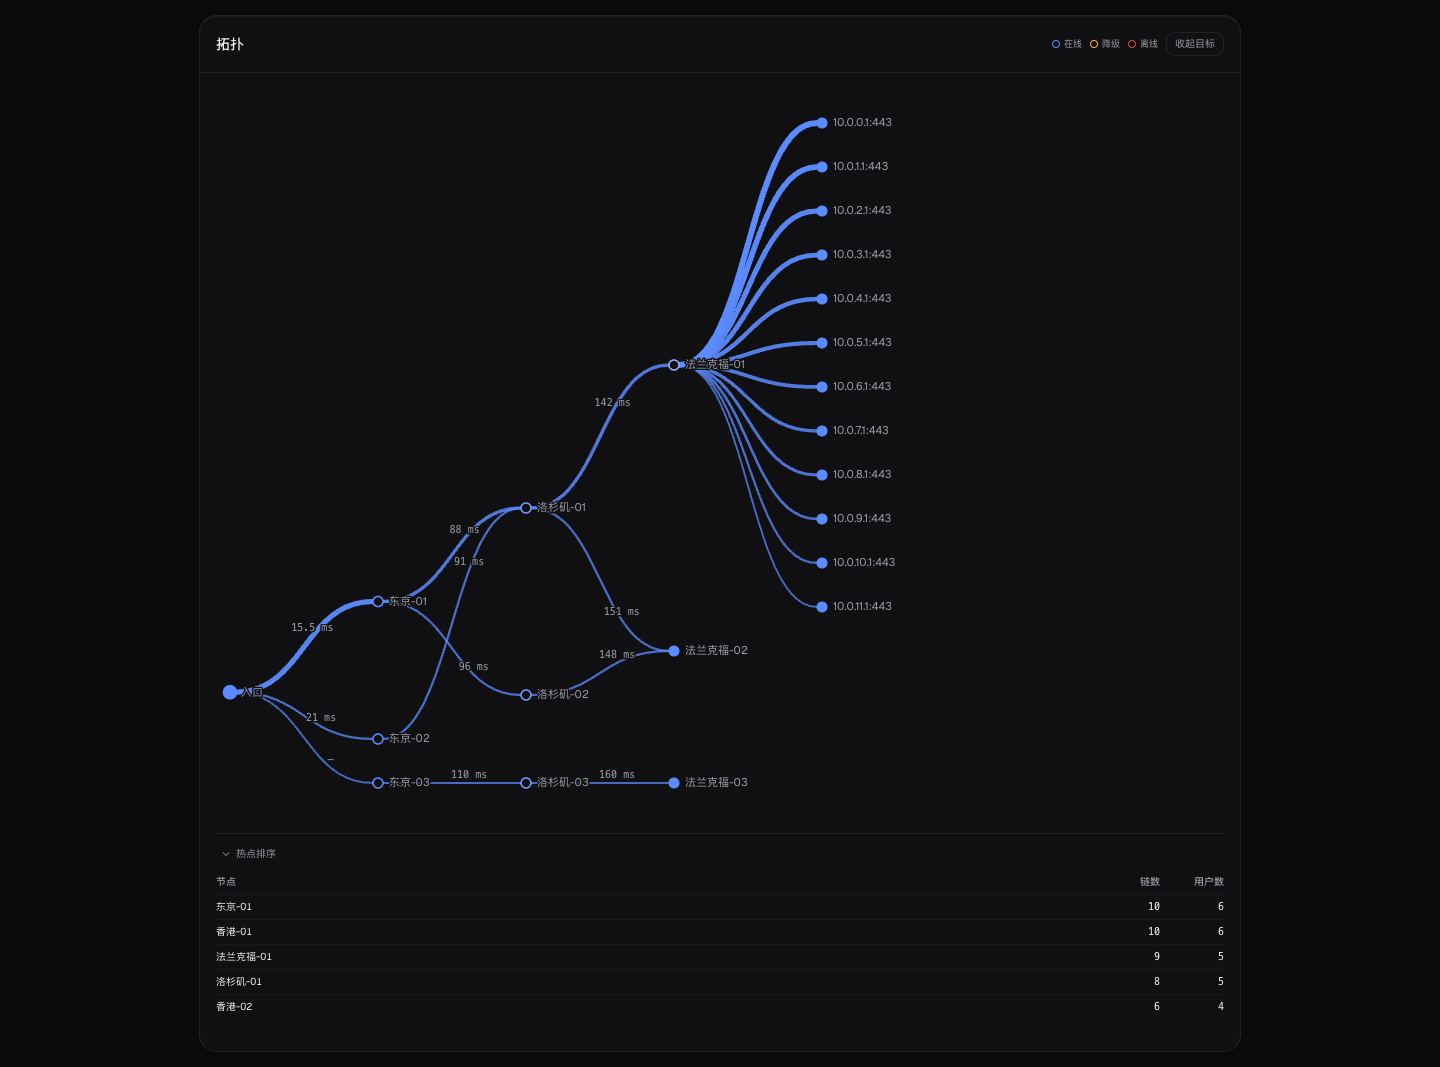 拓扑
在线 降级 离线 收起目标
10.0.0.1:443
10.0.1.1:443
10.0.2.1:443
10.0.3.1:443
10.0.4.1:443
10.0.5.1:443
法兰克福-01
10.0.6.1:443
142 ms
10.0.7.1:443
10.0.8.1:443
洛杉矶-01
10.0.9.1:443
88 ms
91 ms
10.0.10.1:443
东京-01
10.0.11.1:443
151 ms
15.5 ms
法兰克福-02
148 ms
96 ms
入口
洛杉矶-02
21 ms
东京-02
—
110 ms
160 ms
东京-03
洛杉矶-03
法兰克福-03
热点排序
节点 链数 用户数
东京-01 10 6
香港-01 10 6
法兰克福-01 9 5
洛杉矶-01 8 5
香港-02 6 4